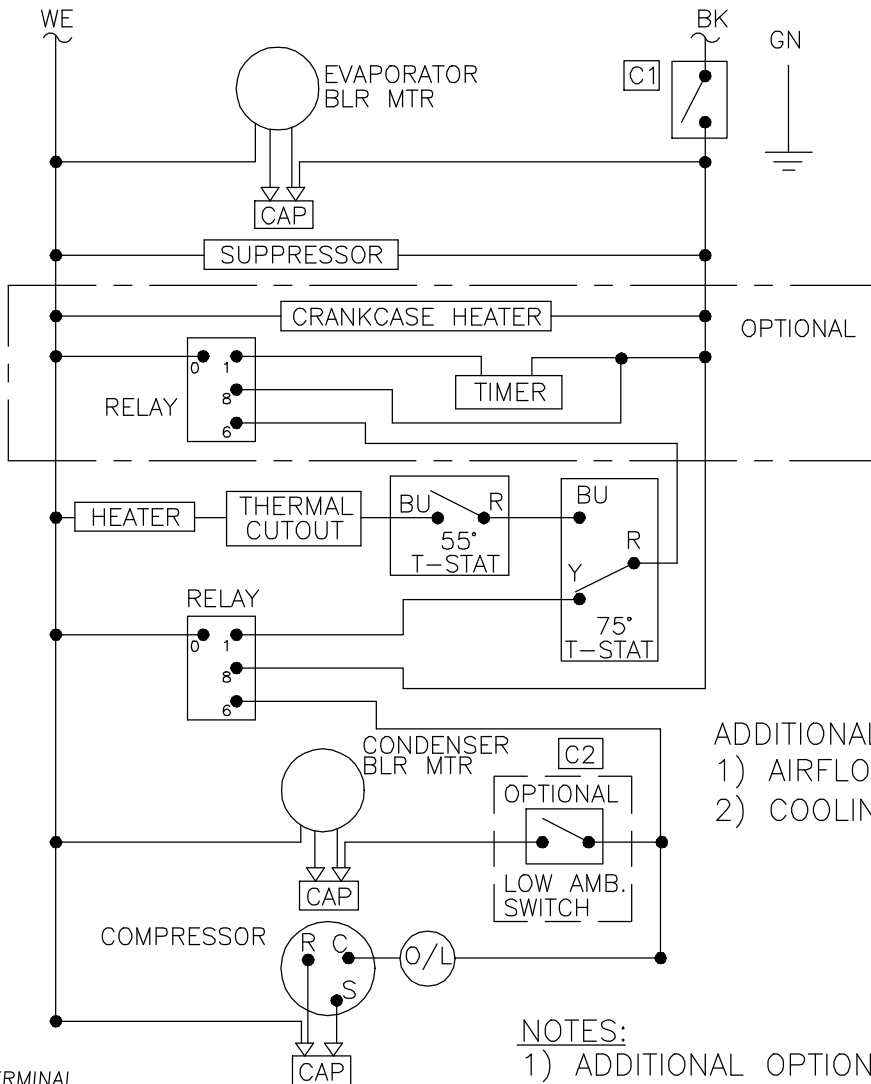 WE
BK
GN
C1
EVAPORATOR
BLR MTR
CAP
SUPPRESSOR
CRANKCASE HEATER
OPTIONAL
0
1
8
6
RELAY
TIMER
HEATER
THERMAL
CUTOUT
BU
R
55°
T-STAT
BU
R
Y
75°
T-STAT
RELAY
0
1
8
6
CONDENSER
BLR MTR
CAP
C2
OPTIONAL
LOW AMB.
SWITCH
ADDITIONAL
1) AIRFLO
2) COOLIN
COMPRESSOR
R
C
S
O/L
CAP
NOTES:
1) ADDITIONAL OPTION
ERMINAL